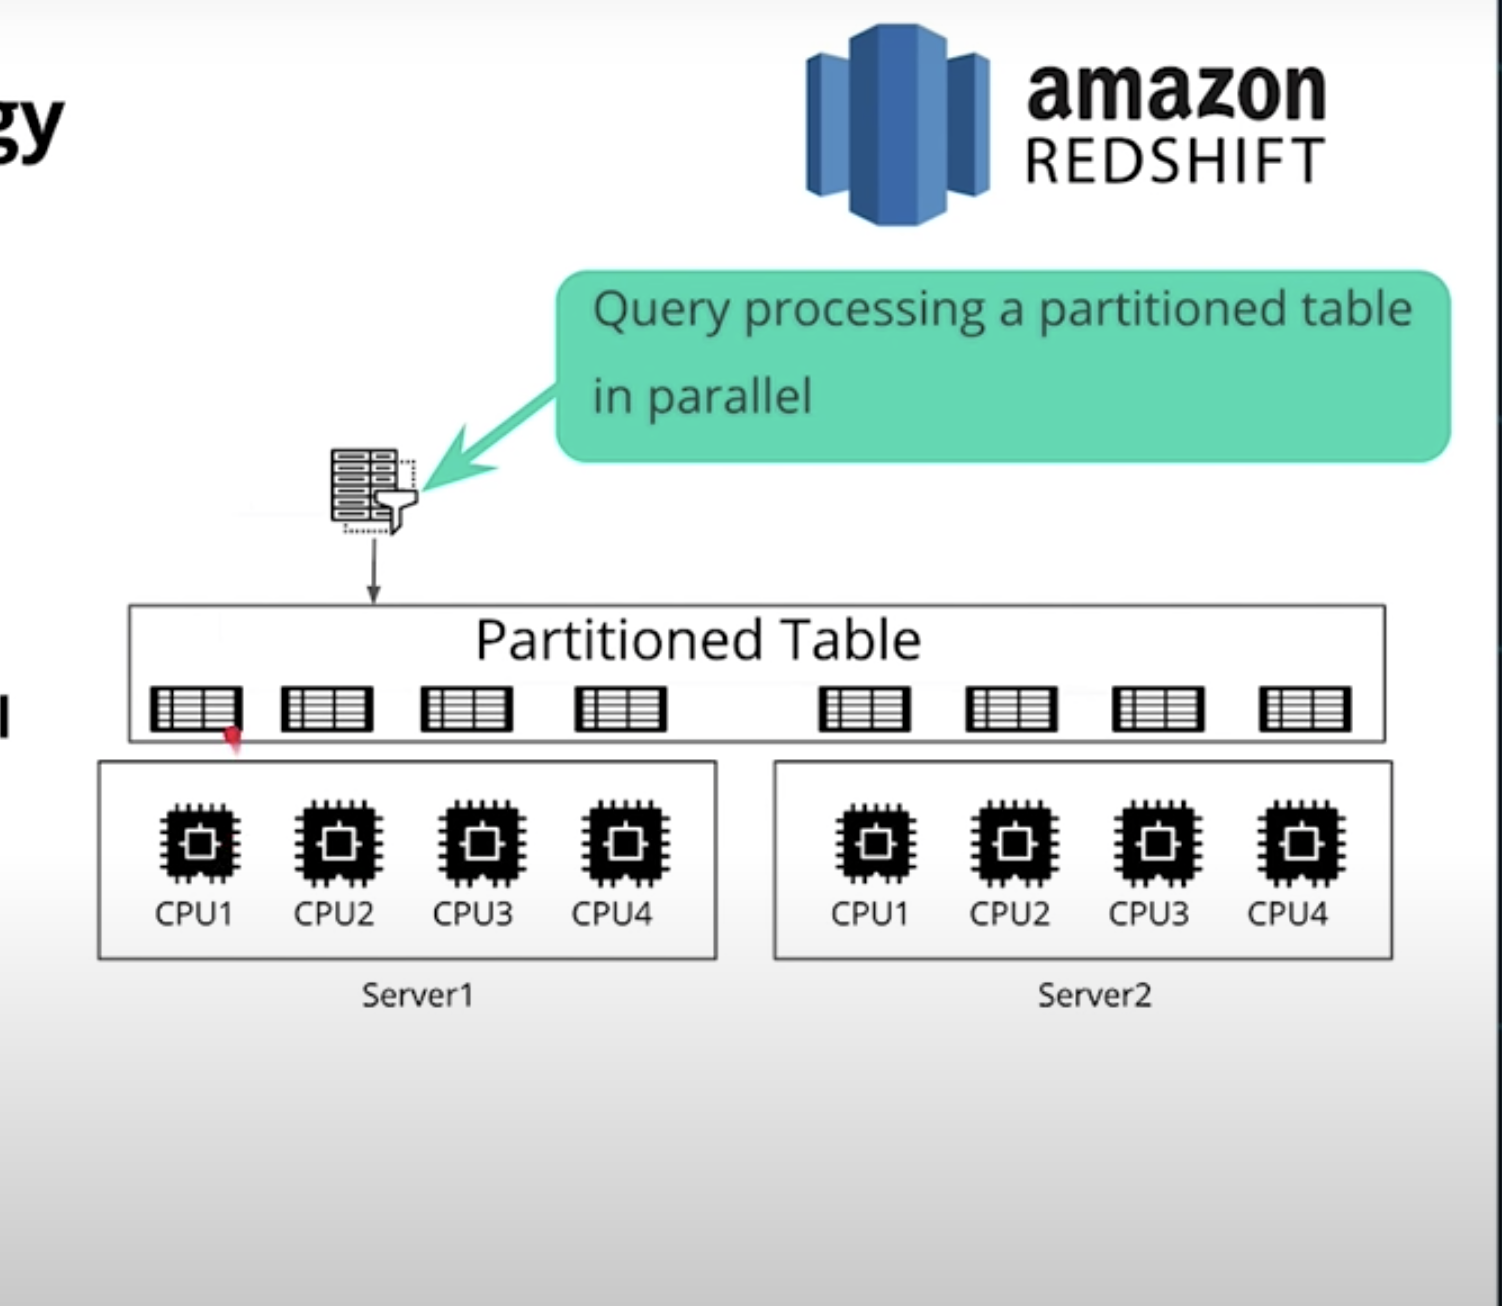 gy
amazon
REDSHIFT
Query processing a partitioned table
in parallel
Partitioned Table
CPU1 CPU2 CPU3 CPU4 CPU1 CPU2 CPU3 CPU4
Server1 Server2